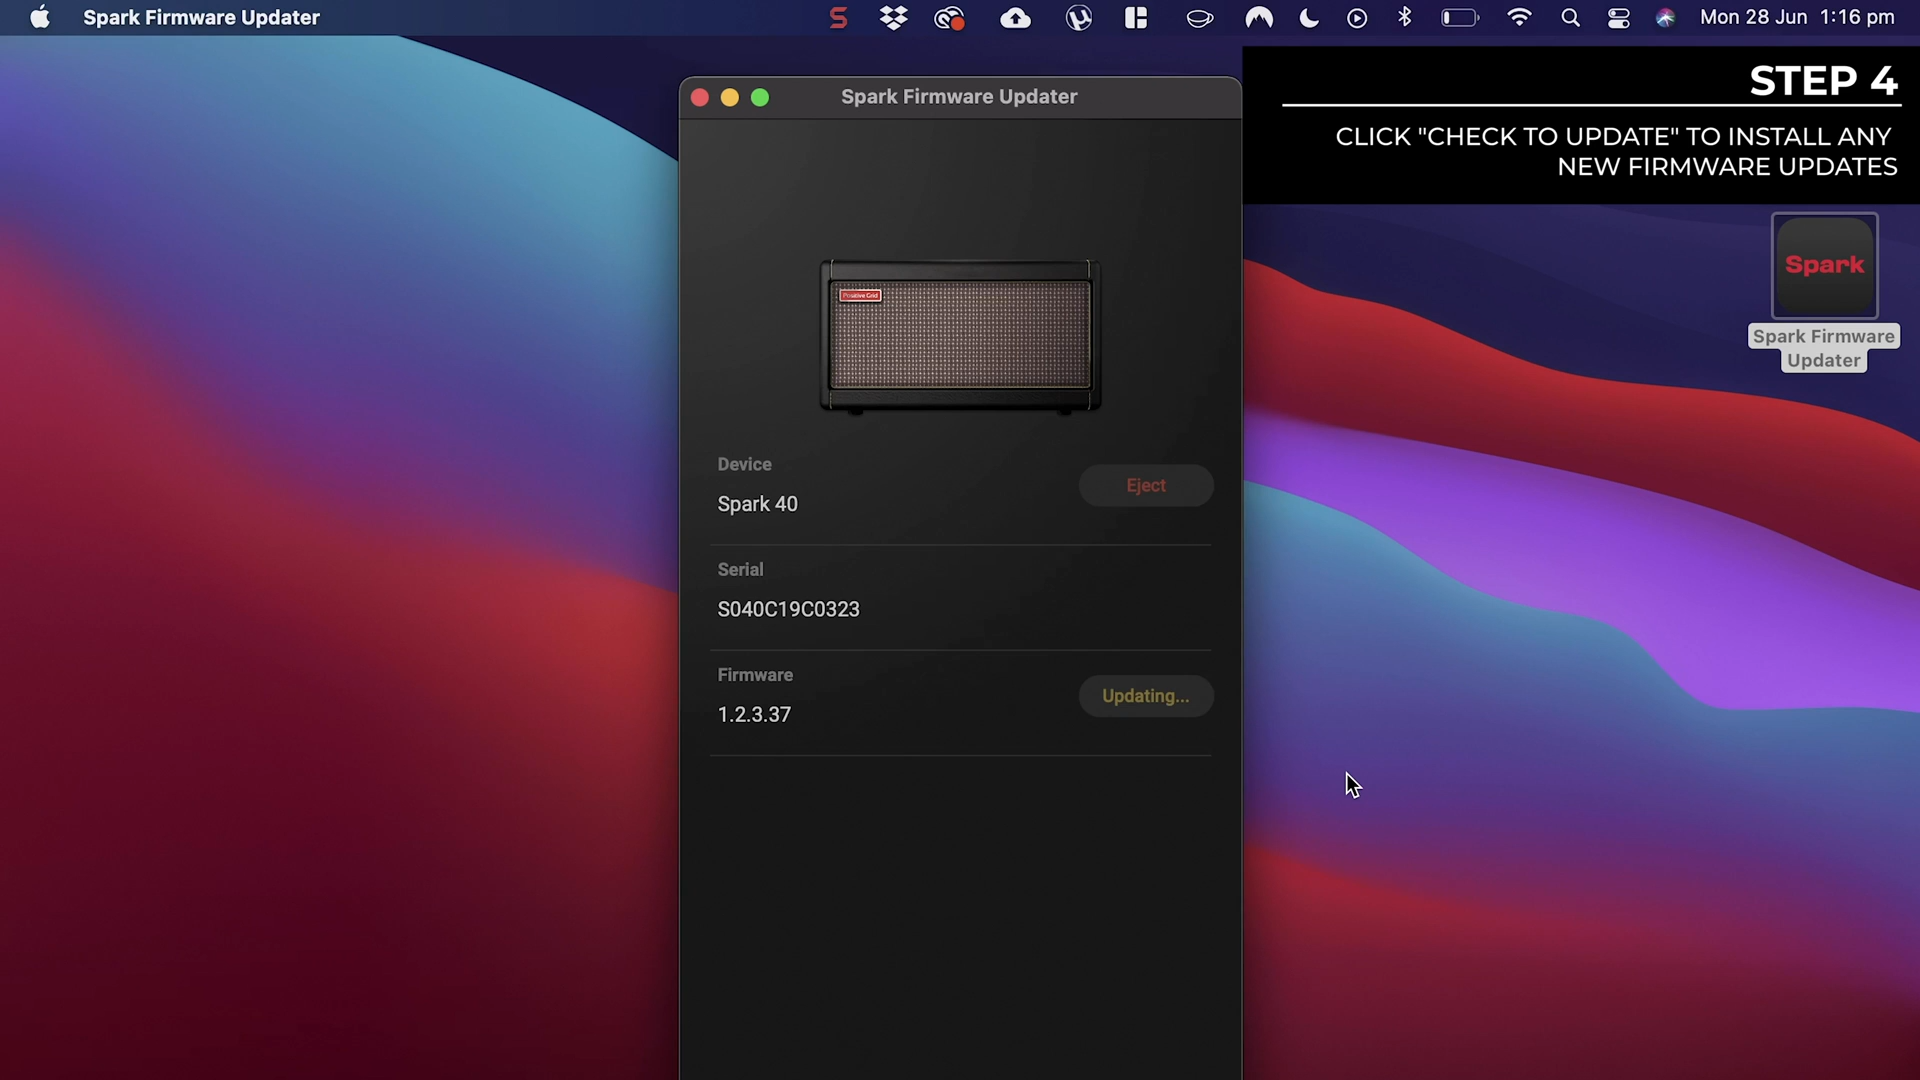 Spark Firmware Updater
Mon 28 Jun 1:16 pm
Spark Firmware Updater
STEP 4
CLICK "CHECK TO UPDATE" TO INSTALL ANY
NEW FIRMWARE UPDATES
Spark
Spark Firmware
Updater
Positive Grid
Device
Spark 40
Eject
Serial
S040C19C0323
Firmware
1.2.3.37
Updating...